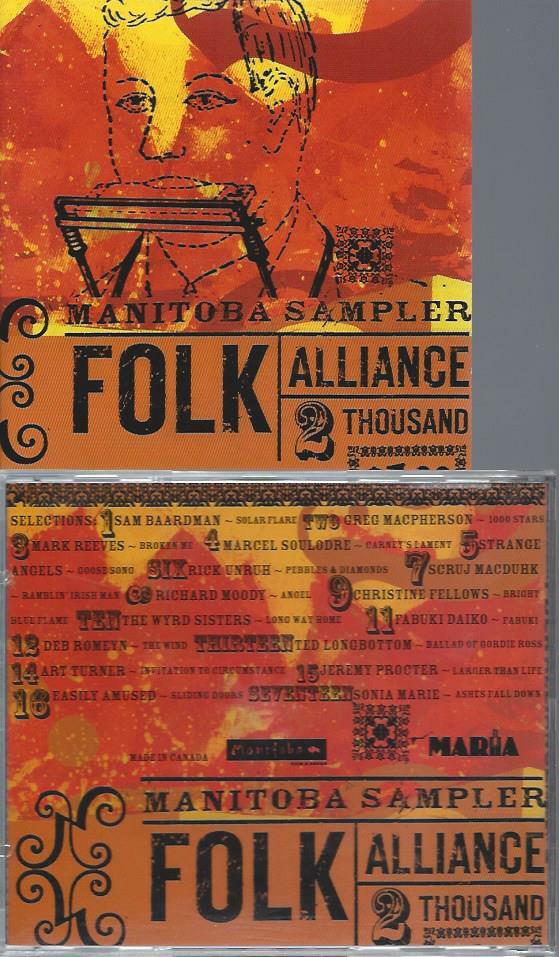 MANITOBA SAMPLER
FOLK
ALLIANCE
2 THOUSAND
SELECTIONS: 1 SAM BAARDMAN ~ SOLAR FLARE TWO GREG MACPHERSON ~ 1000 STARS
3 MARK REEVES ~ BROKEN ME 4 MARCEL SOULODRE ~ CARNEY'S LAMENT 5 STRANGE
ANGELS ~ GOOSE SONG SIX RICK UNRUH ~ PEBBLES & DIAMONDS 7 SCRUJ MACDUHK
~ RAMBLIN' IRISH MAN 8 RICHARD MOODY ~ ANGEL 9 CHRISTINE FELLOWS ~ BRIGHT
BLUE FLAME TEN THE WYRD SISTERS ~ LONG WAY HOME 11 FABUKI DAIKO ~ FABUKI
12 DEB ROMEYN ~ THE WIND THIRTEEN TED LONGBOTTOM ~ BALLAD OF GORDIE ROSS
14 ART TURNER ~ INVITATION TO CIRCUMSTANCE 15 JEREMY PROCTER ~ LARGER THAN LIFE
16 EASILY AMUSED ~ SLIDING DOORS SEVENTEEN SONIA MARIE ~ ASHES FALL DOWN
MADE IN CANADA
Manitoba
MARIA
MANITOBA SAMPLER
FOLK
ALLIANCE
2 THOUSAND